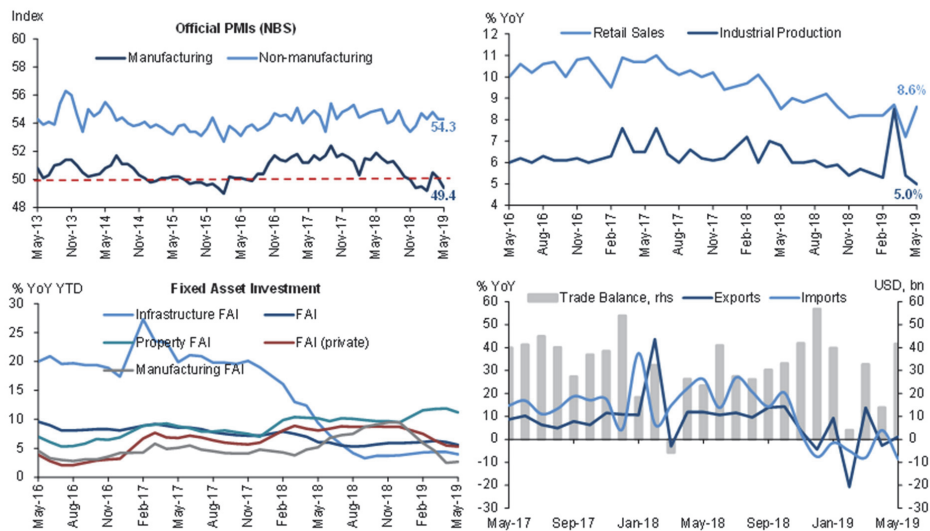 Index
Official PMIs (NBS)
60
Manufacturing
Non-manufacturing
58
56
54
52
50
48
54.3
49.4
May-13
Nov-13
May-14
Nov-14
May-15
Nov-15
May-16
Nov-16
May-17
Nov-17
May-18
Nov-18
May-19
% YoY
Retail Sales
Industrial Production
12
11
10
9
8
7
6
5
4
8.6%
5.0%
May-16
Aug-16
Nov-16
Feb-17
May-17
Aug-17
Nov-17
Feb-18
May-18
Aug-18
Nov-18
Feb-19
May-19
% YoY YTD
Fixed Asset Investment
30
Infrastructure FAI
FAI
25
Property FAI
FAI (private)
20
Manufacturing FAI
15
10
5
0
May-16
Aug-16
Nov-16
Feb-17
May-17
Aug-17
Nov-17
Feb-18
May-18
Aug-18
Nov-18
Feb-19
May-19
% YoY
USD, bn
Trade Balance, rhs
Exports
Imports
60
50
40
30
20
10
0
-10
-20
-30
60
50
40
30
20
10
0
-10
-20
-30
May-17
Sep-17
Jan-18
May-18
Sep-18
Jan-19
May-19